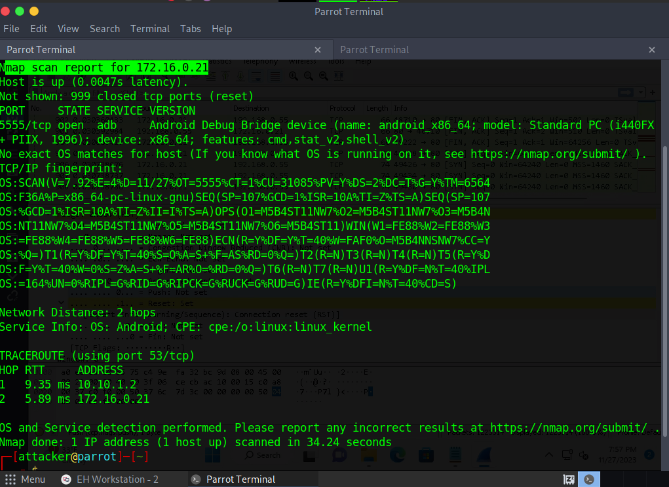 Parrot Terminal
File Edit View Search Terminal Tabs Help
Parrot Terminal × Parrot Terminal ×
Nmap scan report for 172.16.0.21
Host is up (0.0047s latency).
Not shown: 999 closed tcp ports (reset)
PORT STATE SERVICE VERSION
5555/tcp open adb Android Debug Bridge device (name: android_x86_64; model: Standard PC (i440FX
+ PIIX, 1996); device: x86_64; features: cmd,stat_v2,shell_v2)
No exact OS matches for host (If you know what OS is running on it, see https://nmap.org/submit/ ).
TCP/IP fingerprint:
OS:SCAN(V=7.92%E=4%D=11/27%OT=5555%CT=1%CU=31085%PV=Y%DS=2%DC=T%G=Y%TM=6564
OS:F36A%P=x86_64-pc-linux-gnu)SEQ(SP=107%GCD=1%ISR=10A%TI=Z%TS=A)SEQ(SP=107
OS:%GCD=1%ISR=10A%TI=Z%II=I%TS=A)OPS(O1=M5B4ST11NW7%O2=M5B4ST11NW7%O3=M5B4N
OS:NT11NW7%O4=M5B4ST11NW7%O5=M5B4ST11NW7%O6=M5B4ST11)WIN(W1=FE88%W2=FE88%W3
OS:=FE88%W4=FE88%W5=FE88%W6=FE88)ECN(R=Y%DF=Y%T=40%W=FAF0%O=M5B4NNSNW7%CC=Y
OS:%Q=)T1(R=Y%DF=Y%T=40%S=O%A=S+%F=AS%RD=0%Q=)T2(R=N)T3(R=N)T4(R=N)T5(R=Y%D
OS:F=Y%T=40%W=0%S=Z%A=S+%F=AR%O=%RD=0%Q=)T6(R=N)T7(R=N)U1(R=Y%DF=N%T=40%IPL
OS:=164%UN=0%RIPL=G%RID=G%RIPCK=G%RUCK=G%RUD=G)IE(R=Y%DFI=N%T=40%CD=S)
Network Distance: 2 hops
Service Info: OS: Android; CPE: cpe:/o:linux:linux_kernel
TRACEROUTE (using port 53/tcp)
HOP RTT ADDRESS
1 9.35 ms 10.10.1.2
2 5.89 ms 172.16.0.21
OS and Service detection performed. Please report any incorrect results at https://nmap.org/submit/ .
Nmap done: 1 IP address (1 host up) scanned in 34.24 seconds
┌─[attacker@parrot]─[~]
Menu EH Workstation - 2 Parrot Terminal